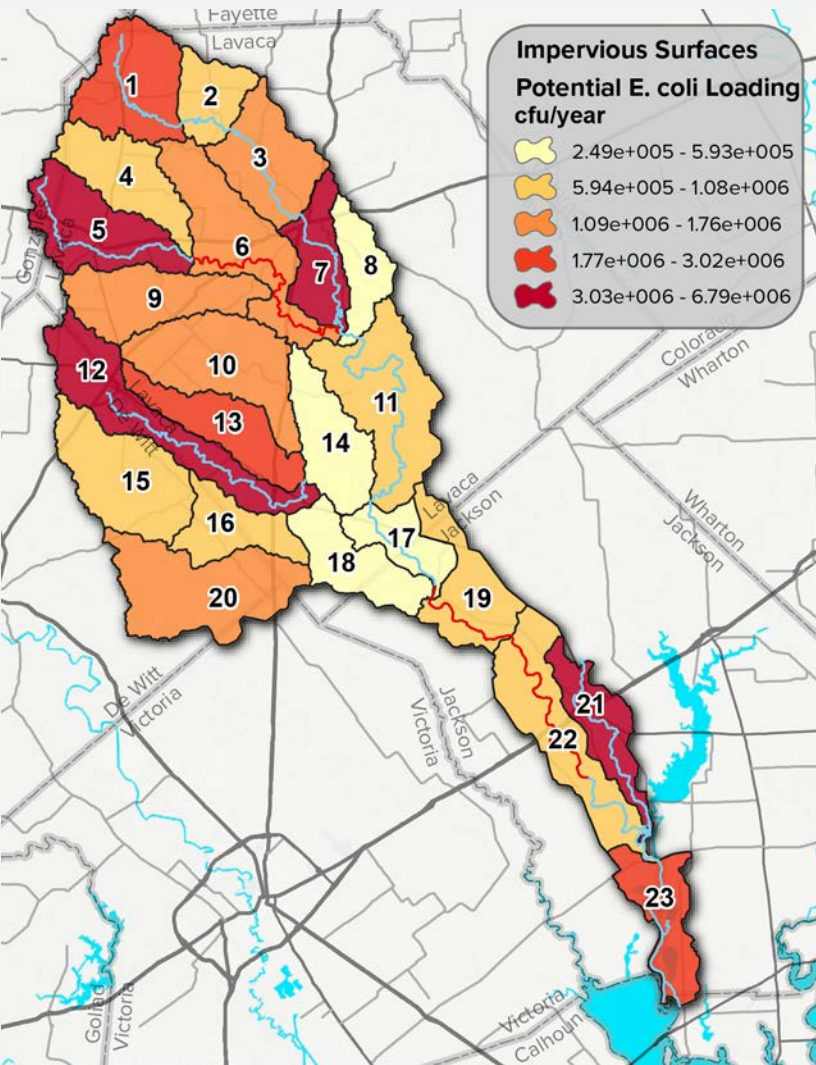 Fayette
Lavaca
Impervious Surfaces
Potential E. coli Loading
cfu/year
2.49e+005 - 5.93e+005
5.94e+005 - 1.08e+006
1.09e+006 - 1.76e+006
1.77e+006 - 3.02e+006
3.03e+006 - 6.79e+006
1
2
3
4
5
6
7
8
Gonzales
Lavaca
9
10
11
12
13
14
15
16
17
18
19
20
21
22
23
Lavaca
De Witt
Colorado
Wharton
Lavaca
Jackson
Wharton
Jackson
De Witt
Victoria
Jackson
Victoria
Goliad
Victoria
Victoria
Calhoun